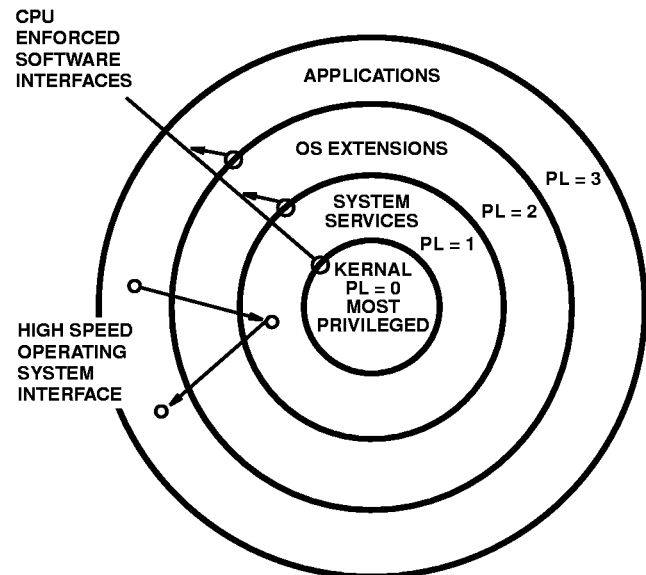 CPU
ENFORCED
SOFTWARE
INTERFACES
APPLICATIONS
OS EXTENSIONS
PL = 3
SYSTEM
SERVICES
PL = 2
PL = 1
KERNAL
PL = 0
MOST
PRIVILEGED
HIGH SPEED
OPERATING
SYSTEM
INTERFACE